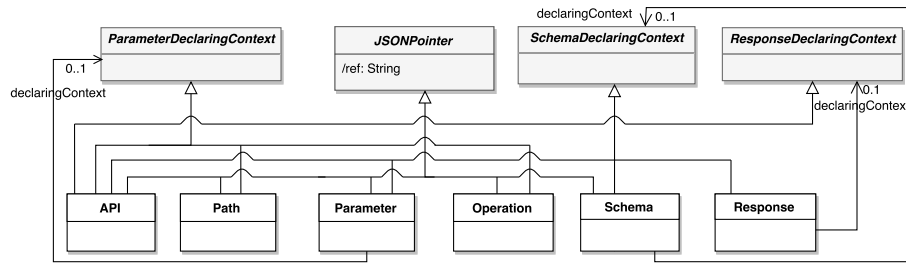 declaringContext 0..1
ParameterDeclaringContext
JSONPointer
SchemaDeclaringContext
ResponseDeclaringContext
0..1
/ref: String
declaringContext
0.1
declaringContex
API
Path
Parameter
Operation
Schema
Response